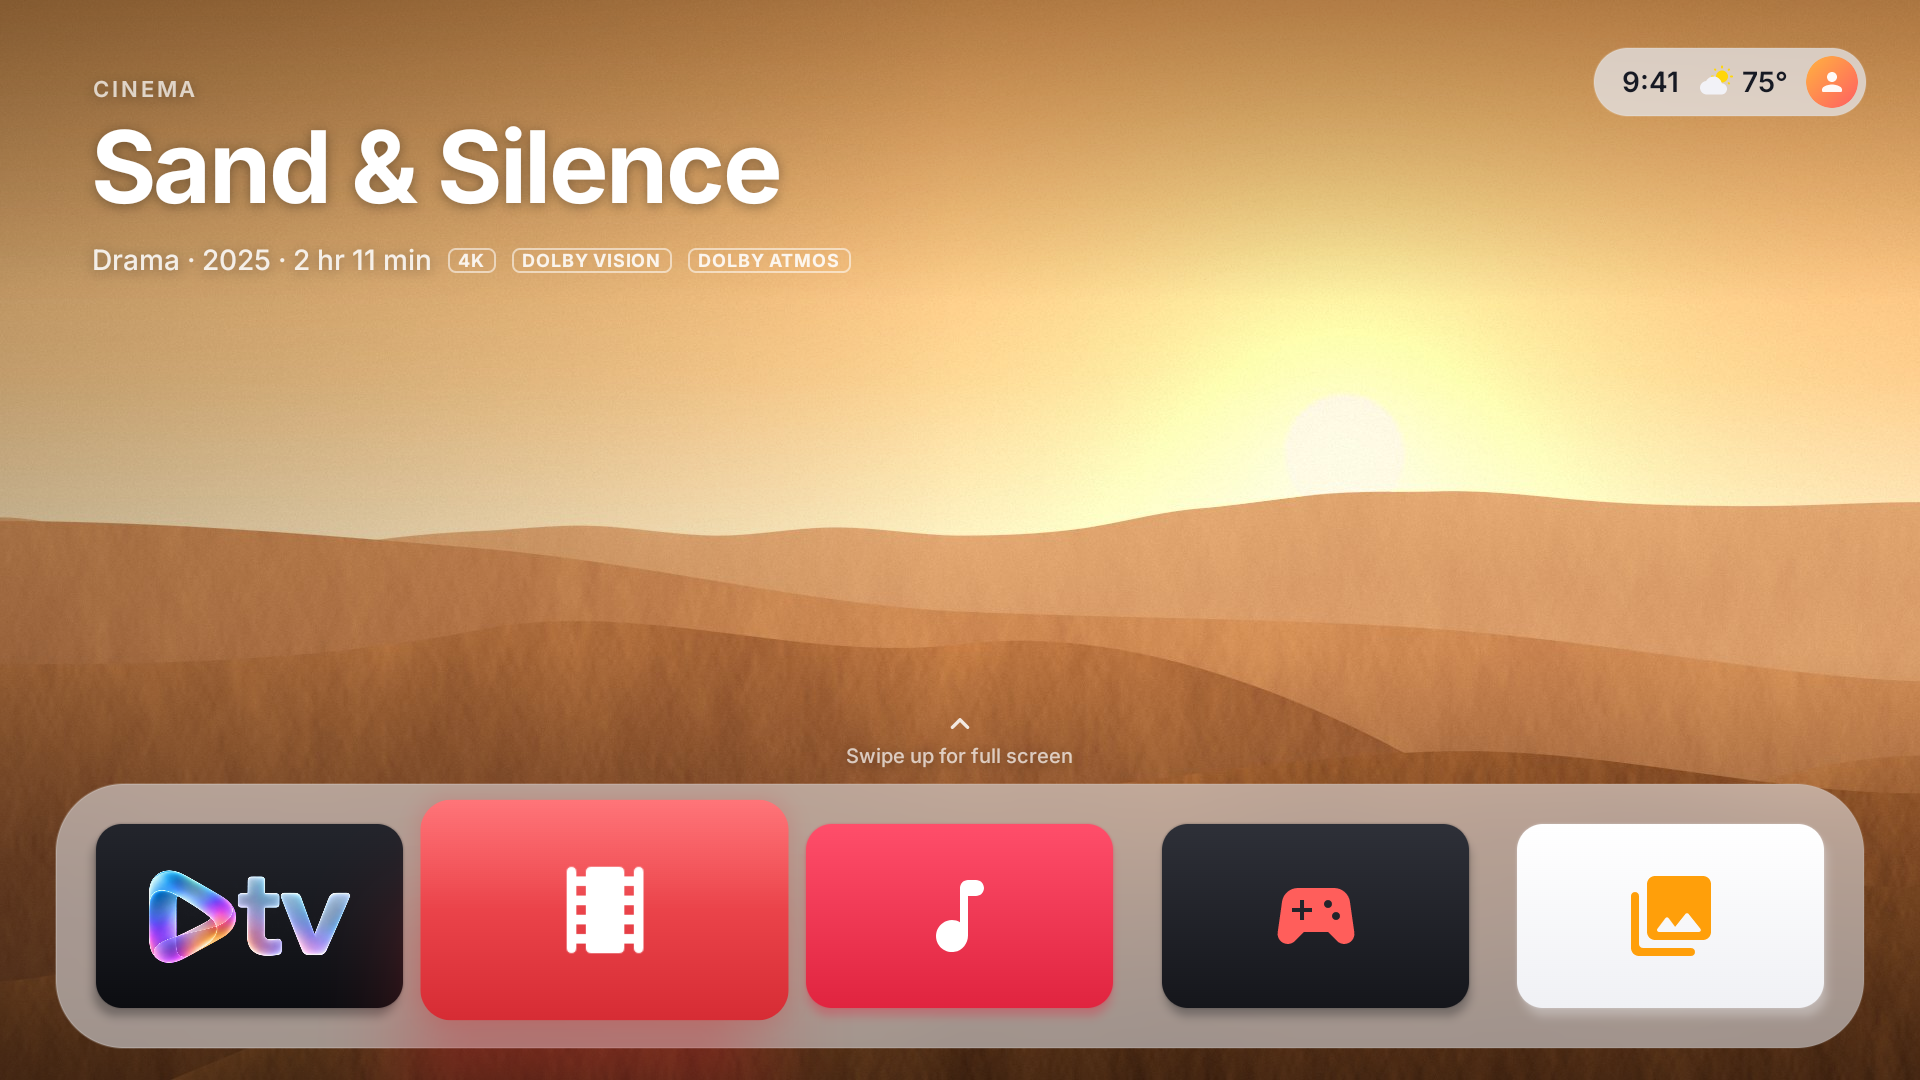 CINEMA
9:41 75°
Sand & Silence
Drama · 2025 · 2 hr 11 min 4K DOLBY VISION DOLBY ATMOS
Swipe up for full screen
tv